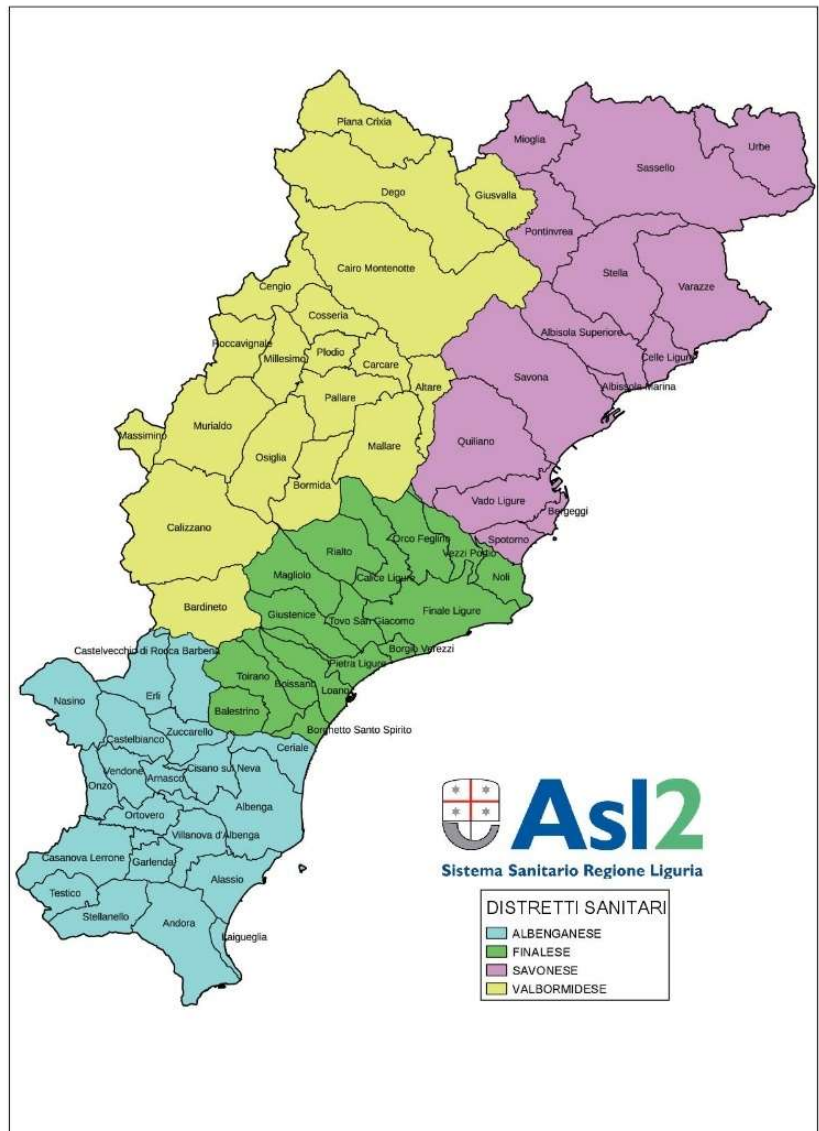 Piana Crixia
Mioglia
Urbe
Sassello
Dego
Giusvalla
Pontinvrea
Cairo Montenotte
Stella
Cengio
Varazze
Cosseria
Albisola Superiore
Roccavignale
Plodio
Millesimo
Celle Ligure
Carcare
Savona
Altare
Albissola Marina
Pallare
Murialdo
Massimino
Mallare
Quiliano
Osiglia
Bormida
Vado Ligure
Bergeggi
Calizzano
Orco Feglino
Spotorno
Rialto
Vezzi Portio
Magliolo
Calice Ligure
Noli
Bardineto
Giustenice
Finale Ligure
Tovo San Giacomo
Castelvecchio di Rocca Barbena
Borgio Verezzi
Pietra Ligure
Toirano
Boissano
Loano
Erli
Nasino
Balestrino
Zuccarello
Borghetto Santo Spirito
Castelbianco
Ceriale
Vendone
Cisano sul Neva
Arnasco
Onzo
Albenga
Ortovero
Villanova d'Albenga
Casanova Lerrone
Garlenda
Alassio
Testico
Stellanello
Andora
Laigueglia
Asl2
Sistema Sanitario Regione Liguria
DISTRETTI SANITARI
ALBENGANESE
FINALESE
SAVONESE
VALBORMIDESE